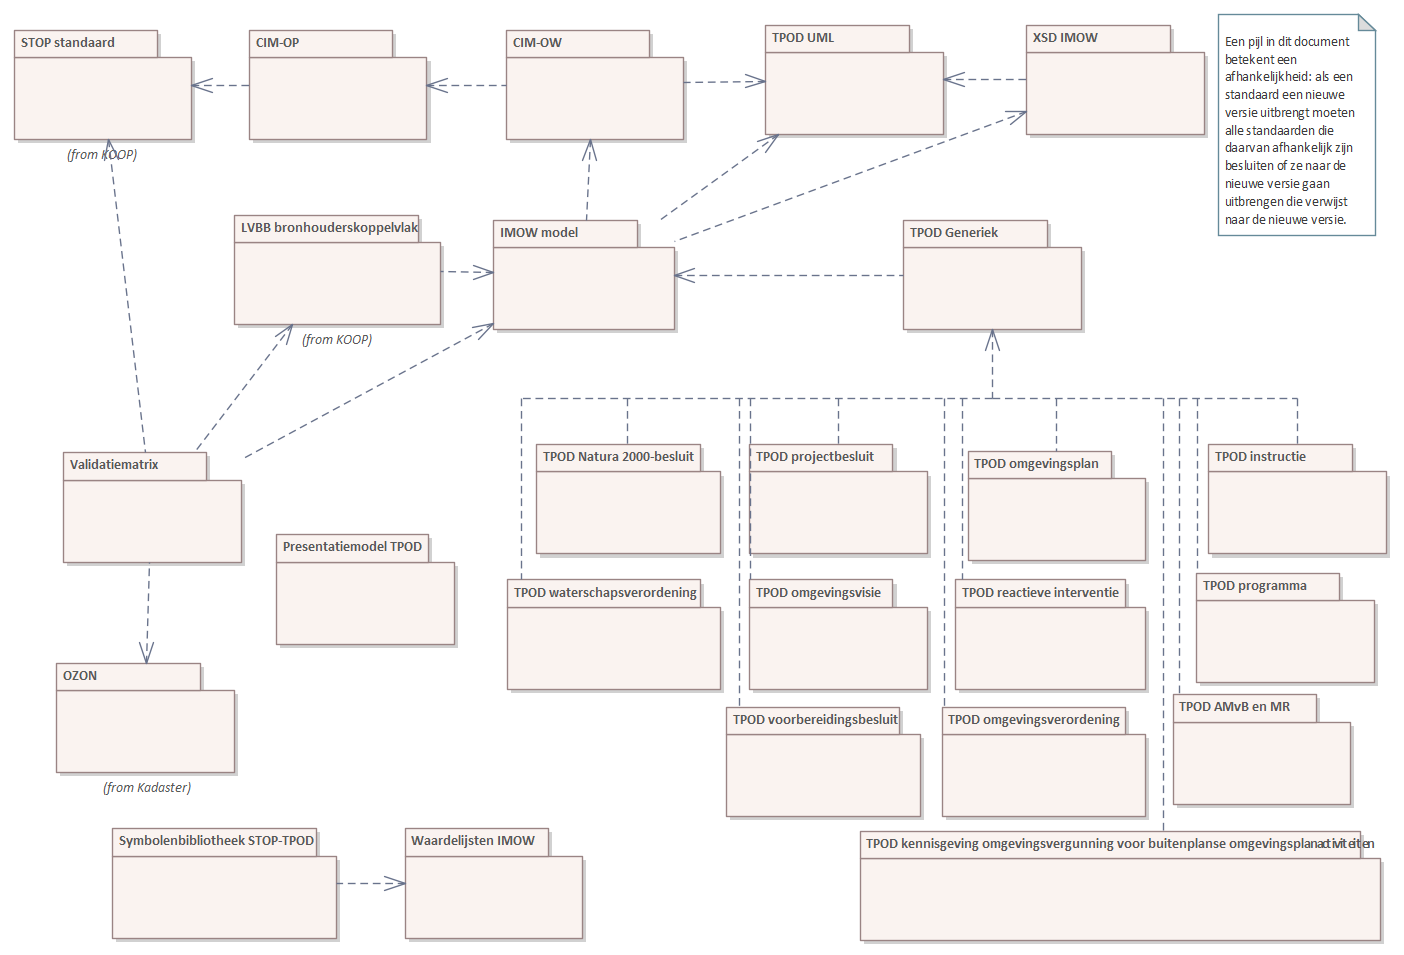 STOP standaard
CIM-OP
CIM-OW
TPOD UML
XSD IMOW
Een pijl in dit document
betekent een
afhankelijkheid: als een
standaard een nieuwe
versie uitbrengt moeten
alle standaarden die
daarvan afhankelijk zijn
besluiten of ze naar de
nieuwe versie gaan
uitbrengen die verwijst
naar de nieuwe versie.
(from KOOP)
LVBB bronhouderskoppelvlak
IMOW model
TPOD Generiek
(from KOOP)
Validatiematrix
TPOD Natura 2000-besluit
TPOD projectbesluit
TPOD omgevingsplan
TPOD instructie
Presentatiemodel TPOD
TPOD waterschapsverordening
TPOD omgevingsvisie
TPOD reactieve interventie
TPOD programma
OZON
TPOD voorbereidingsbesluit
TPOD omgevingsverordening
TPOD AMvB en MR
(from Kadaster)
Symbolenbibliotheek STOP-TPOD
Waardelijsten IMOW
TPOD kennisgeving omgevingsvergunning voor buitenplanse omgevingsplanactiviteiten